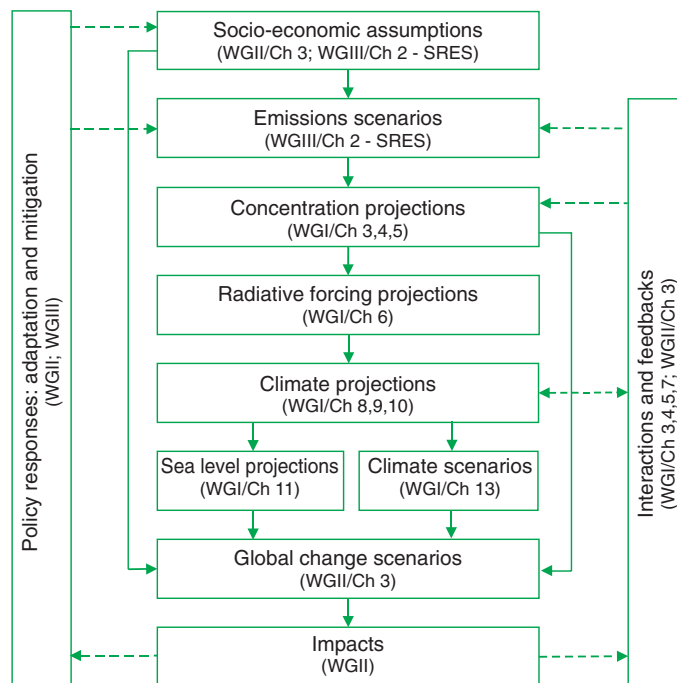 Socio-economic assumptions
(WGII/Ch 3; WGIII/Ch 2 - SRES)
Emissions scenarios
(WGIII/Ch 2 - SRES)
Concentration projections
(WGI/Ch 3,4,5)
Radiative forcing projections
(WGI/Ch 6)
Climate projections
(WGI/Ch 8,9,10)
Sea level projections
(WGI/Ch 11)
Climate scenarios
(WGI/Ch 13)
Global change scenarios
(WGII/Ch 3)
Impacts
(WGII)
Policy responses: adaptation and mitigation
(WGII; WGIII)
Interactions and feedbacks
(WGI/Ch 3,4,5,7; WGII/Ch 3)